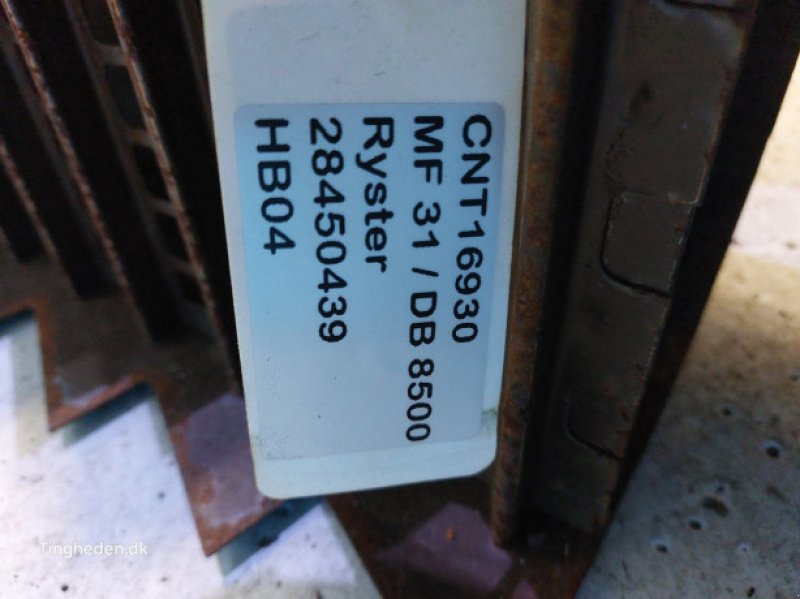 CNT16930
MF 31 / DB 8500
Ryster
28450439
HB04
Tingheden.dk